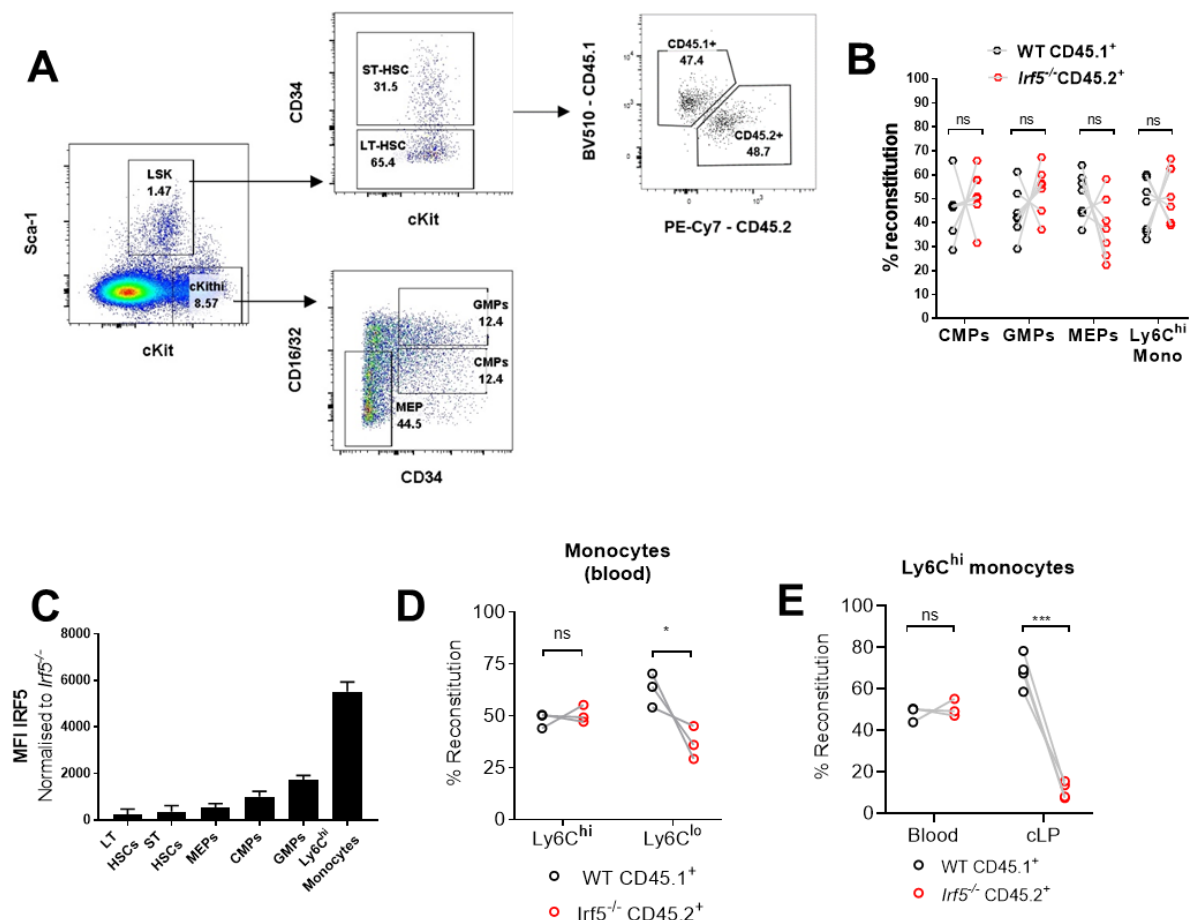 A
Sca-1
LSK
1.47
cKithi
8.57
cKit
CD34
ST-HSC
31.5
LT-HSC
65.4
cKit
BV510 - CD45.1
CD45.1+
47.4
CD45.2+
48.7
10³
PE-Cy7 - CD45.2
CD16/32
GMPs
12.4
CMPs
12.4
MEP
44.5
CD34
B
WT CD45.1⁺
Irf5⁻/⁻CD45.2⁺
% reconstitution
100
90
80
70
60
50
40
30
20
10
0
ns ns ns ns
CMPs GMPs MEPs Ly6Cʰⁱ
Mono
C
MFI IRF5
Normalised to Irf5⁻/⁻
8000
6000
4000
2000
0
LT
HSCs
ST
HSCs
MEPs
CMPs
GMPs
Ly6Cʰⁱ
Monocytes
D
Monocytes
(blood)
% Reconstitution
100
75
50
25
0
ns *
Ly6Cʰⁱ Ly6Cˡᵒ
WT CD45.1⁺
Irf5⁻/⁻ CD45.2⁺
E
Ly6Cʰⁱ monocytes
% Reconstitution
100
80
60
40
20
0
ns ***
Blood cLP
WT CD45.1⁺
Irf5⁻/⁻ CD45.2⁺